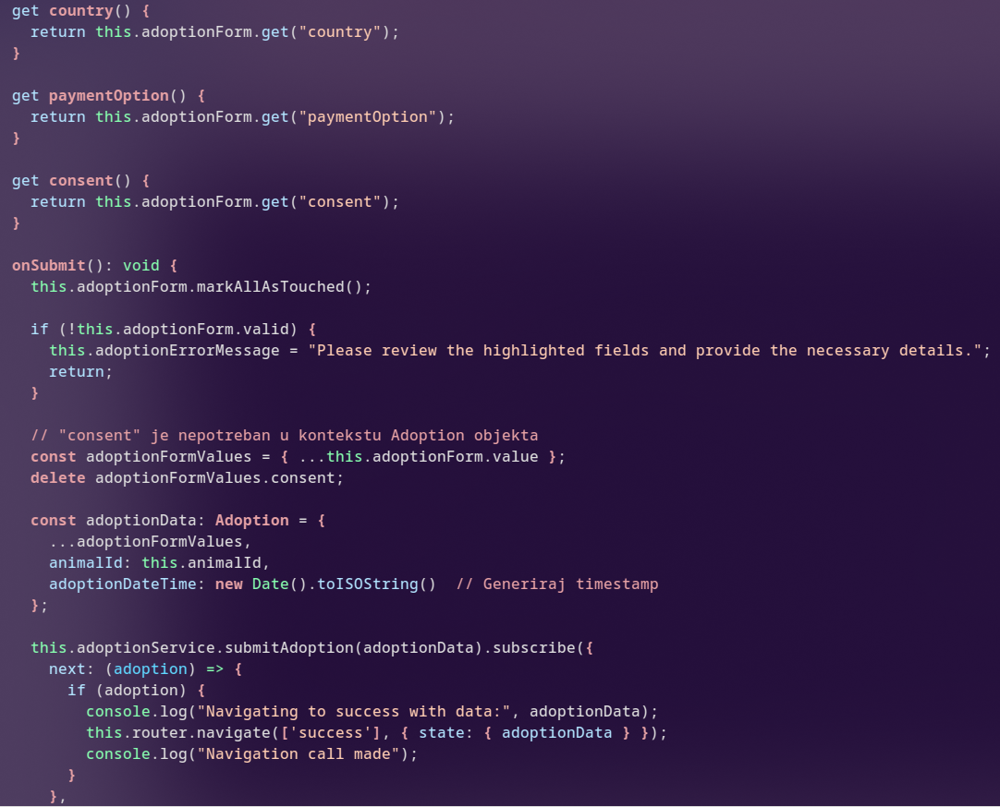 get country() {
  return this.adoptionForm.get("country");
}

get paymentOption() {
  return this.adoptionForm.get("paymentOption");
}

get consent() {
  return this.adoptionForm.get("consent");
}

onSubmit(): void {
  this.adoptionForm.markAllAsTouched();

  if (!this.adoptionForm.valid) {
    this.adoptionErrorMessage = "Please review the highlighted fields and provide the necessary details.";
    return;
  }

  // "consent" je nepotreban u kontekstu Adoption objekta
  const adoptionFormValues = { ...this.adoptionForm.value };
  delete adoptionFormValues.consent;

  const adoptionData: Adoption = {
    ...adoptionFormValues,
    animalId: this.animalId,
    adoptionDateTime: new Date().toISOString()  // Generiraj timestamp
  };

  this.adoptionService.submitAdoption(adoptionData).subscribe({
    next: (adoption) => {
      if (adoption) {
        console.log("Navigating to success with data:", adoptionData);
        this.router.navigate(['success'], { state: { adoptionData } });
        console.log("Navigation call made");
      }
    },